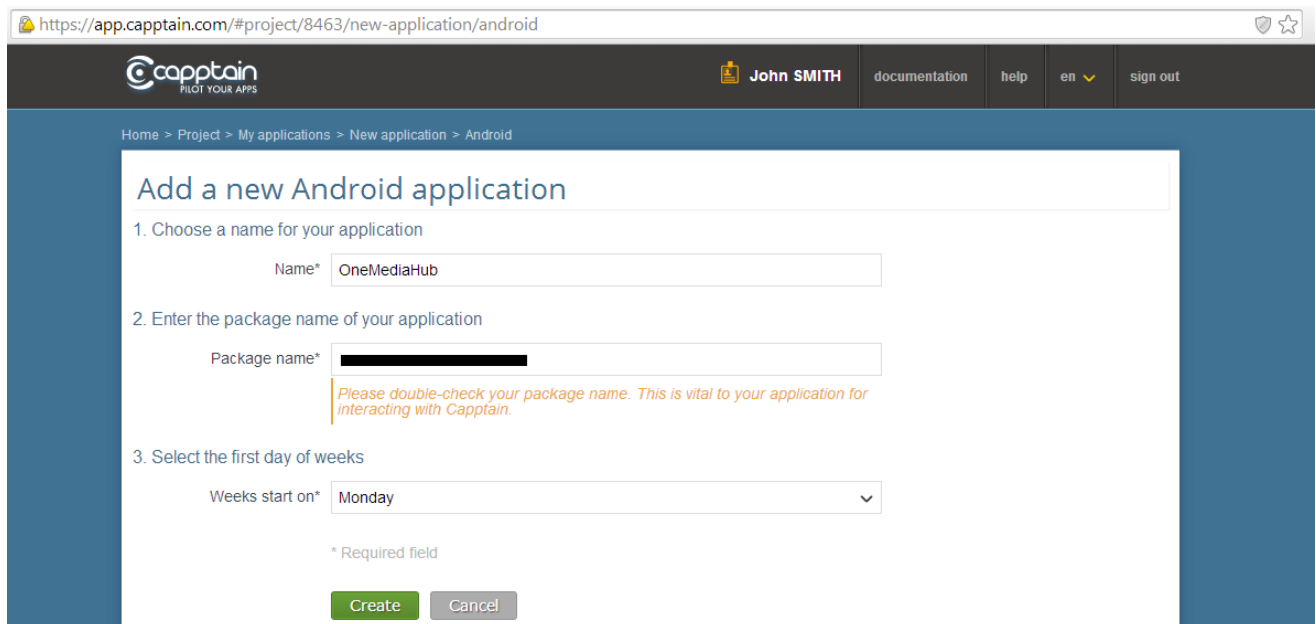 https://app.capptain.com/#project/8463/new-application/android
capptain
PILOT YOUR APPS
John SMITH documentation help en sign out
Home > Project > My applications > New application > Android
Add a new Android application
1. Choose a name for your application
Name* OneMediaHub
2. Enter the package name of your application
Package name*
Please double-check your package name. This is vital to your application for
interacting with Capptain.
3. Select the first day of weeks
Weeks start on* Monday
* Required field
Create Cancel